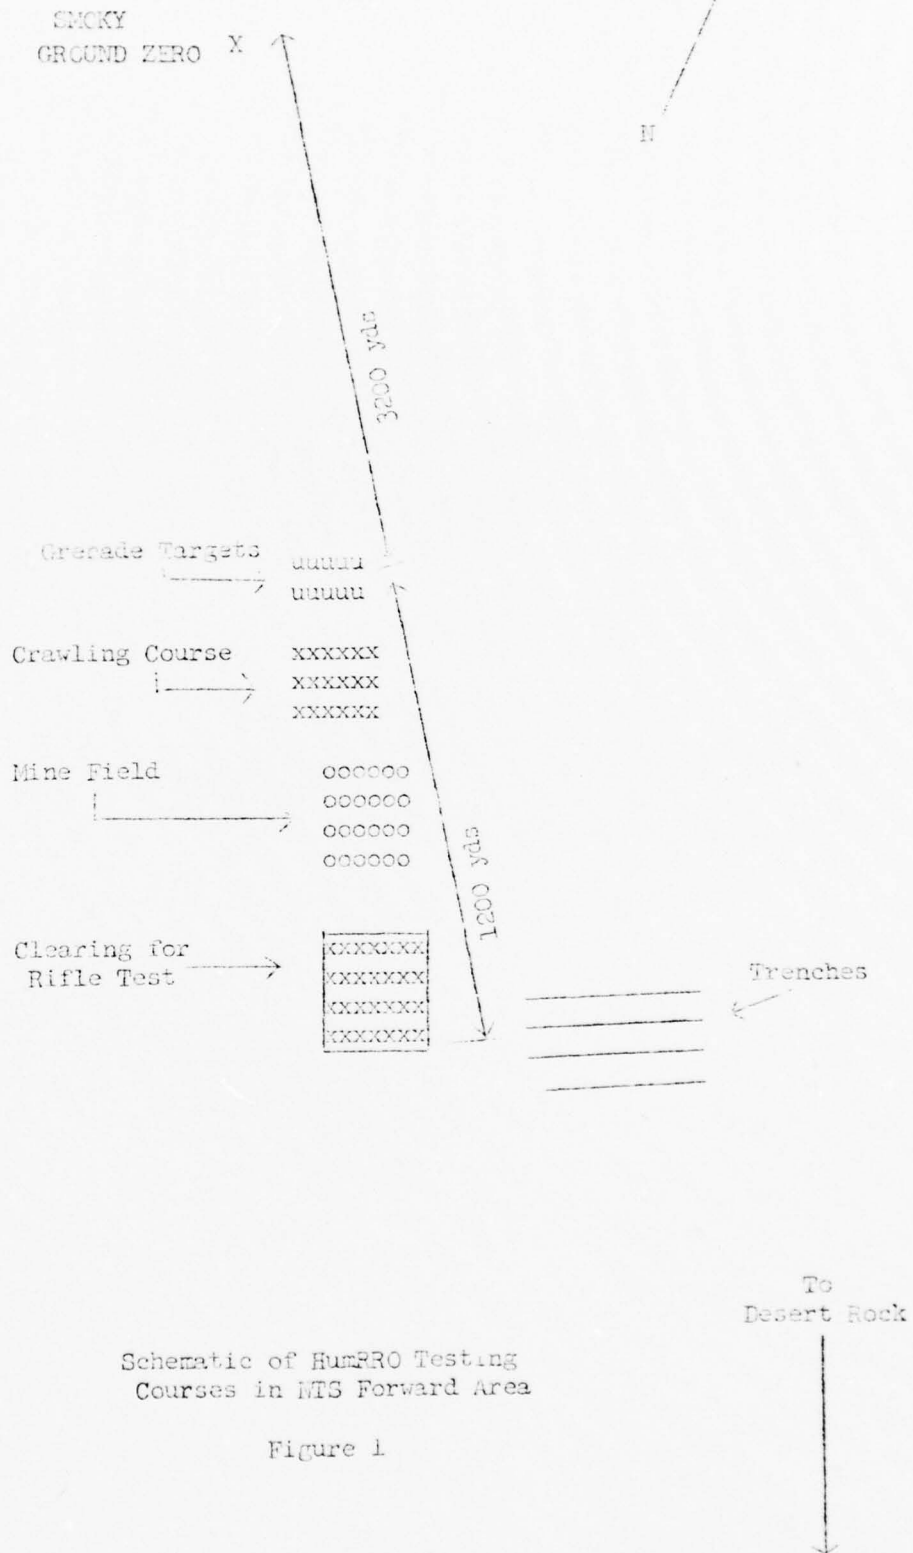 SMOKY
GROUND ZERO X
N
3200 yds
Grenade Targets
uuuuu
uuuuu
Crawling Course
xxxxxx
xxxxxx
xxxxxx
Mine Field
oooooo
oooooo
oooooo
oooooo
1200 yds
Clearing for
Rifle Test
xxxxxxx
xxxxxxx
xxxxxxx
xxxxxxx
Trenches
To
Desert Rock
Schematic of HumRRO Testing
Courses in NTS Forward Area
Figure 1